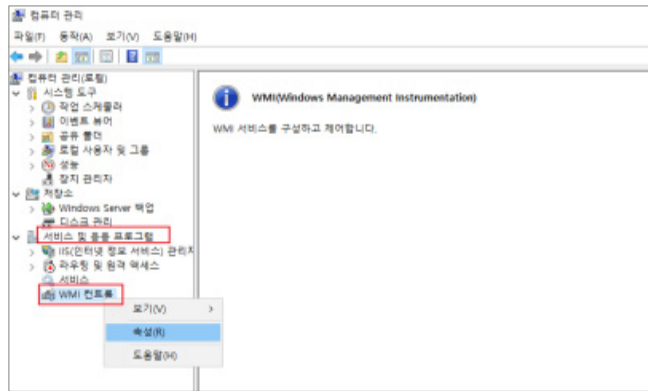 컴퓨터 관리
파일(F) 동작(A) 보기(V) 도움말(H)
컴퓨터 관리(로컬)
시스템 도구
작업 스케줄러
이벤트 뷰어
공유 폴더
로컬 사용자 및 그룹
성능
장치 관리자
저장소
Windows Server 백업
디스크 관리
서비스 및 응용 프로그램
IIS(인터넷 정보 서비스) 관리자
라우팅 및 원격 액세스
서비스
WMI 컨트롤
WMI(Windows Management Instrumentation)
WMI 서비스를 구성하고 제어합니다.
보기(V)
속성(R)
도움말(H)